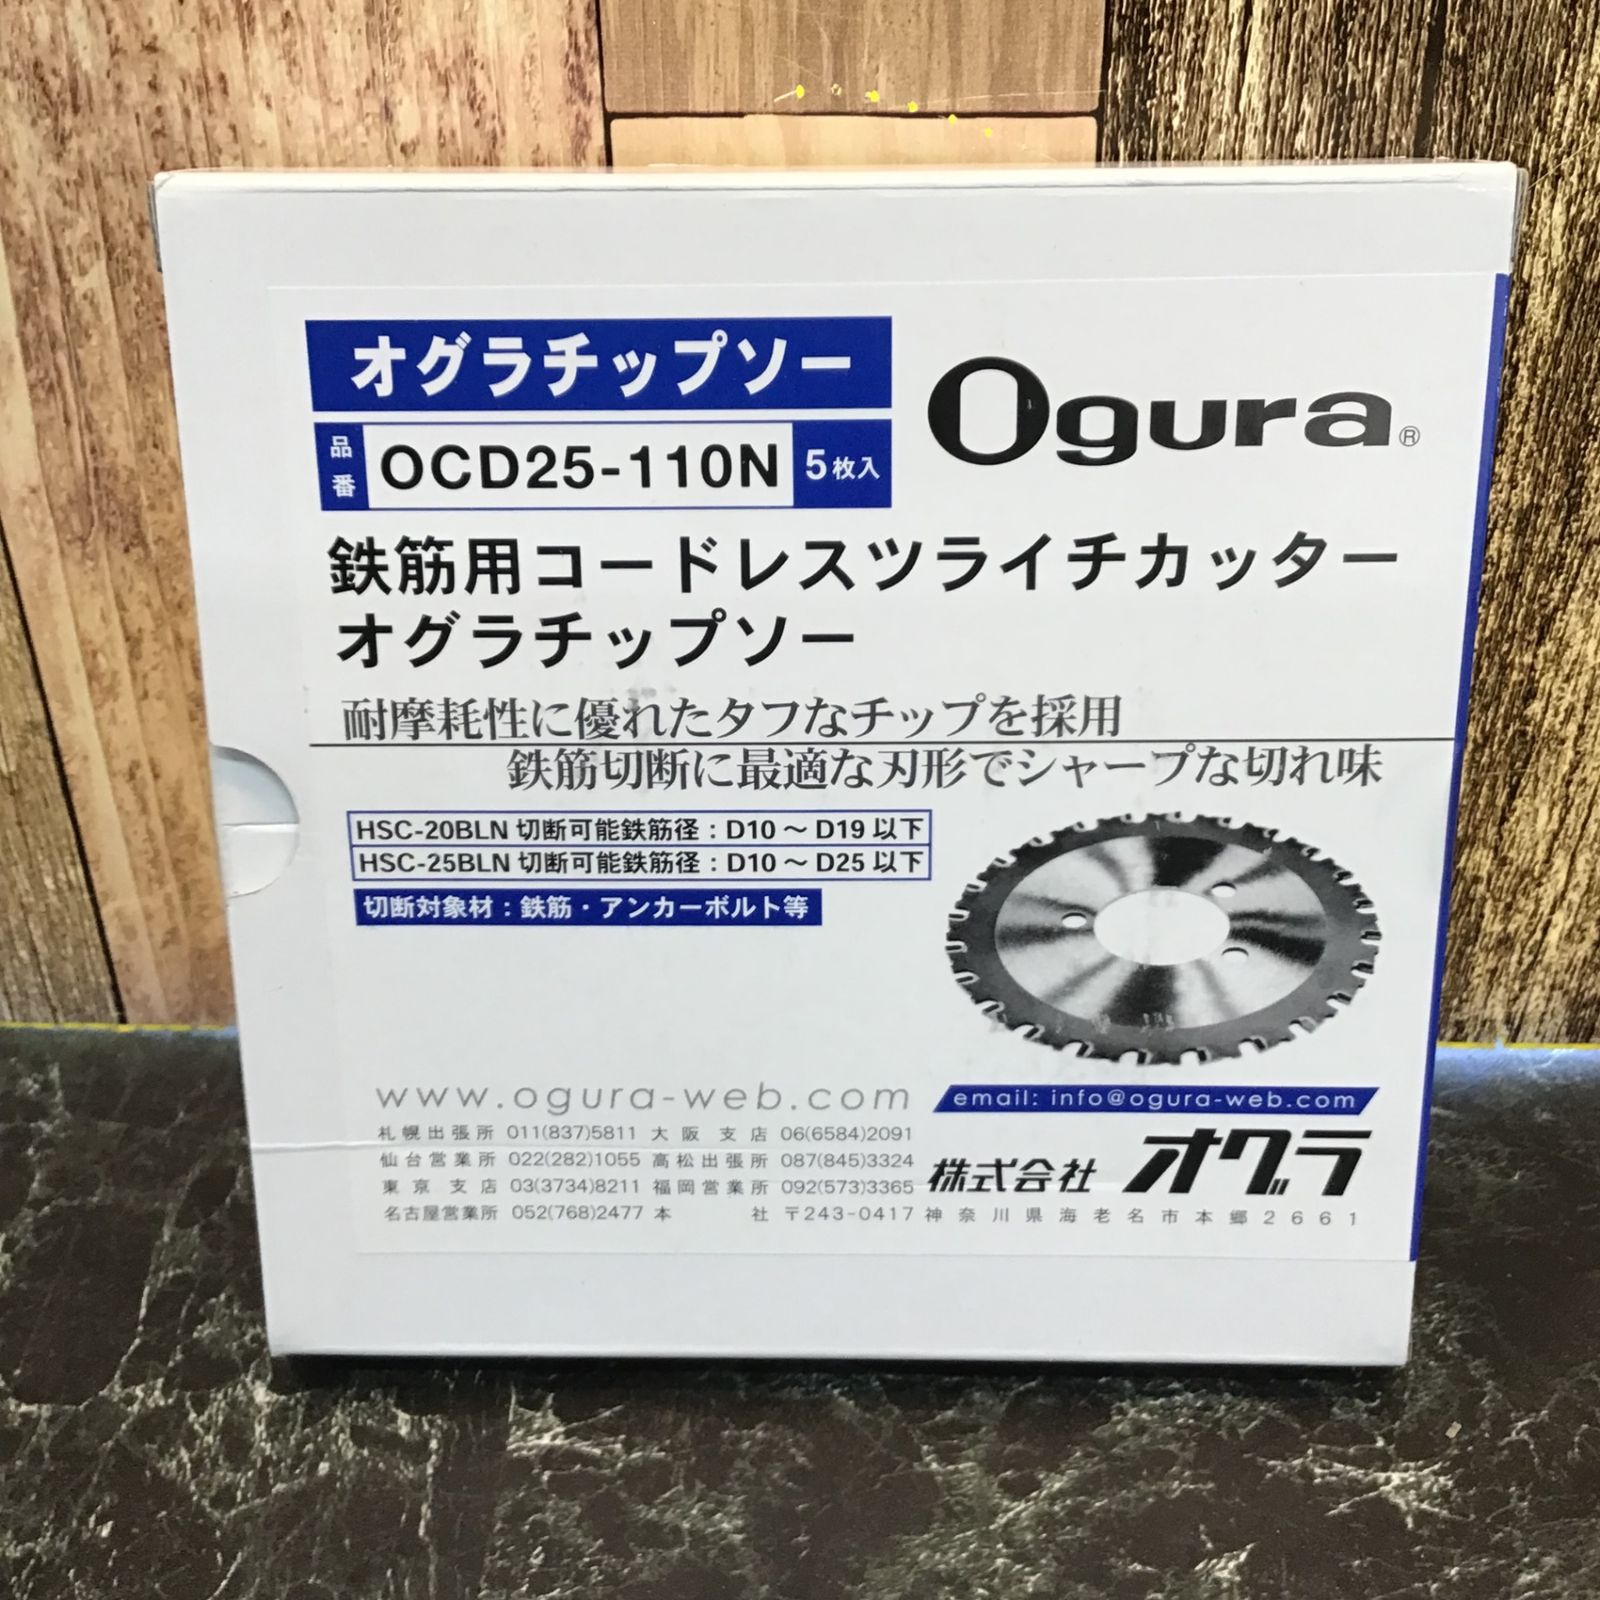 オグラチップソー
Ogura®
品番 OCD25-110N 5枚入
鉄筋用コードレスツライチカッター
オグラチップソー
耐摩耗性に優れたタフなチップを採用
鉄筋切断に最適な刃形でシャープな切れ味
HSC-20BLN 切断可能鉄筋径：D10～D19 以下
HSC-25BLN 切断可能鉄筋径：D10～D25 以下
切断対象材：鉄筋・アンカーボルト等
www.ogura-web.com
email: info@ogura-web.com
札幌出張所 011(837)5811 大阪支店 06(6584)2091
仙台営業所 022(282)1055 高松出張所 087(845)3324
東京支店 03(3734)8211 福岡営業所 092(573)3365
株式会社 オグラ
名古屋営業所 052(768)2477 本社 〒243-0417 神奈川県海老名市本郷2661